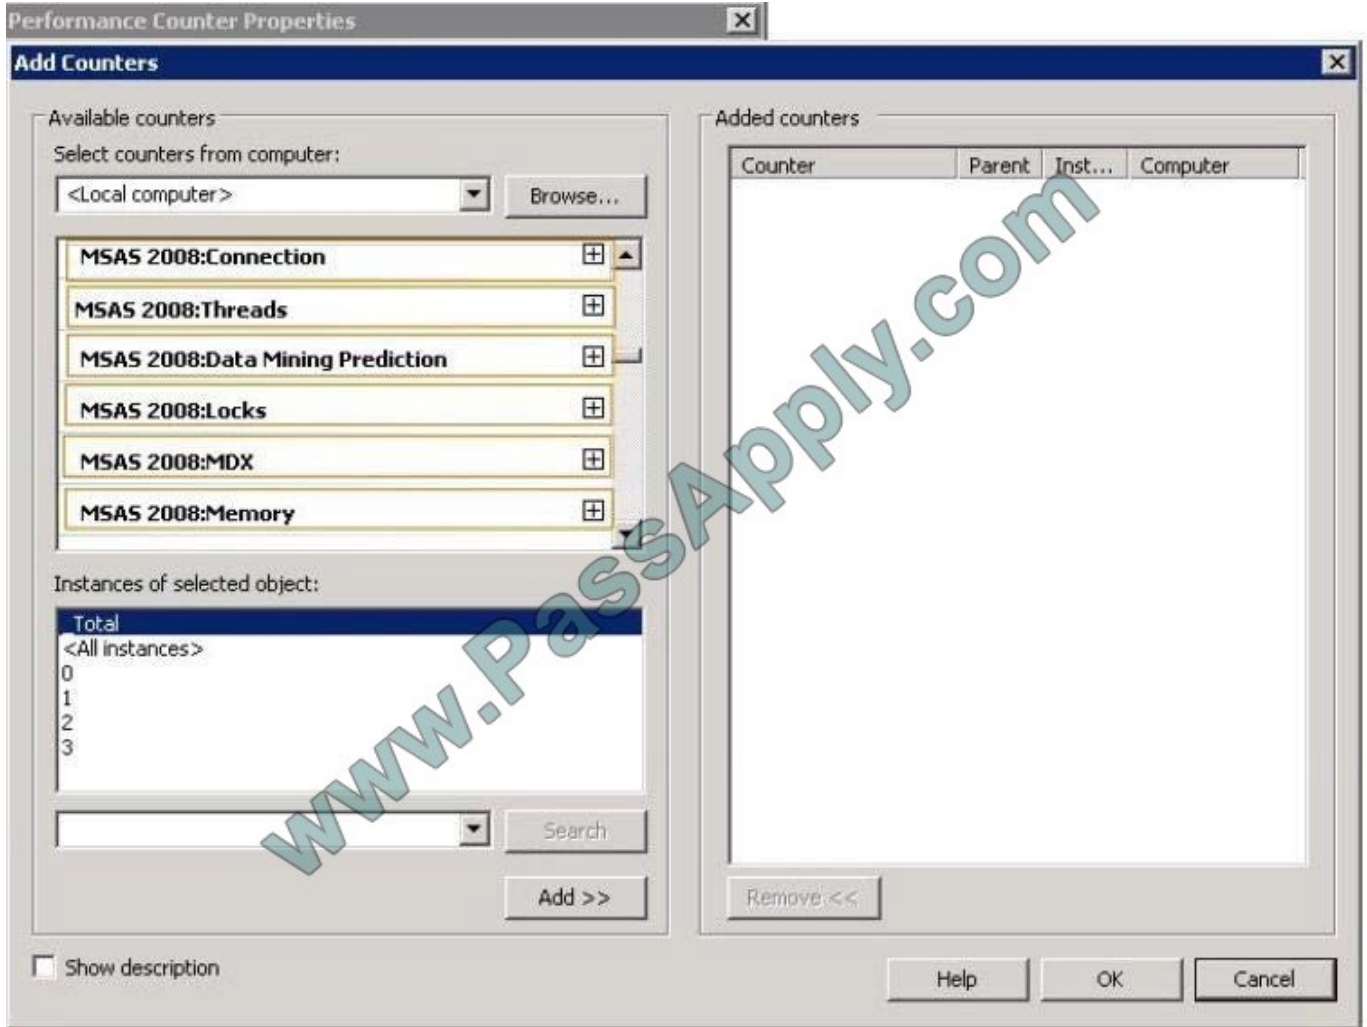 Performance Counter Properties
Add Counters
Available counters
Select counters from computer:
<Local computer>
Browse...
MSAS 2008:Connection
MSAS 2008:Threads
MSAS 2008:Data Mining Prediction
MSAS 2008:Locks
MSAS 2008:MDX
MSAS 2008:Memory
Instances of selected object:
_Total
<All instances>
0
1
2
3
Search
Add >>
Show description
Added counters
Counter Parent Inst... Computer
Remove <<
Help OK Cancel
www.PassApply.com